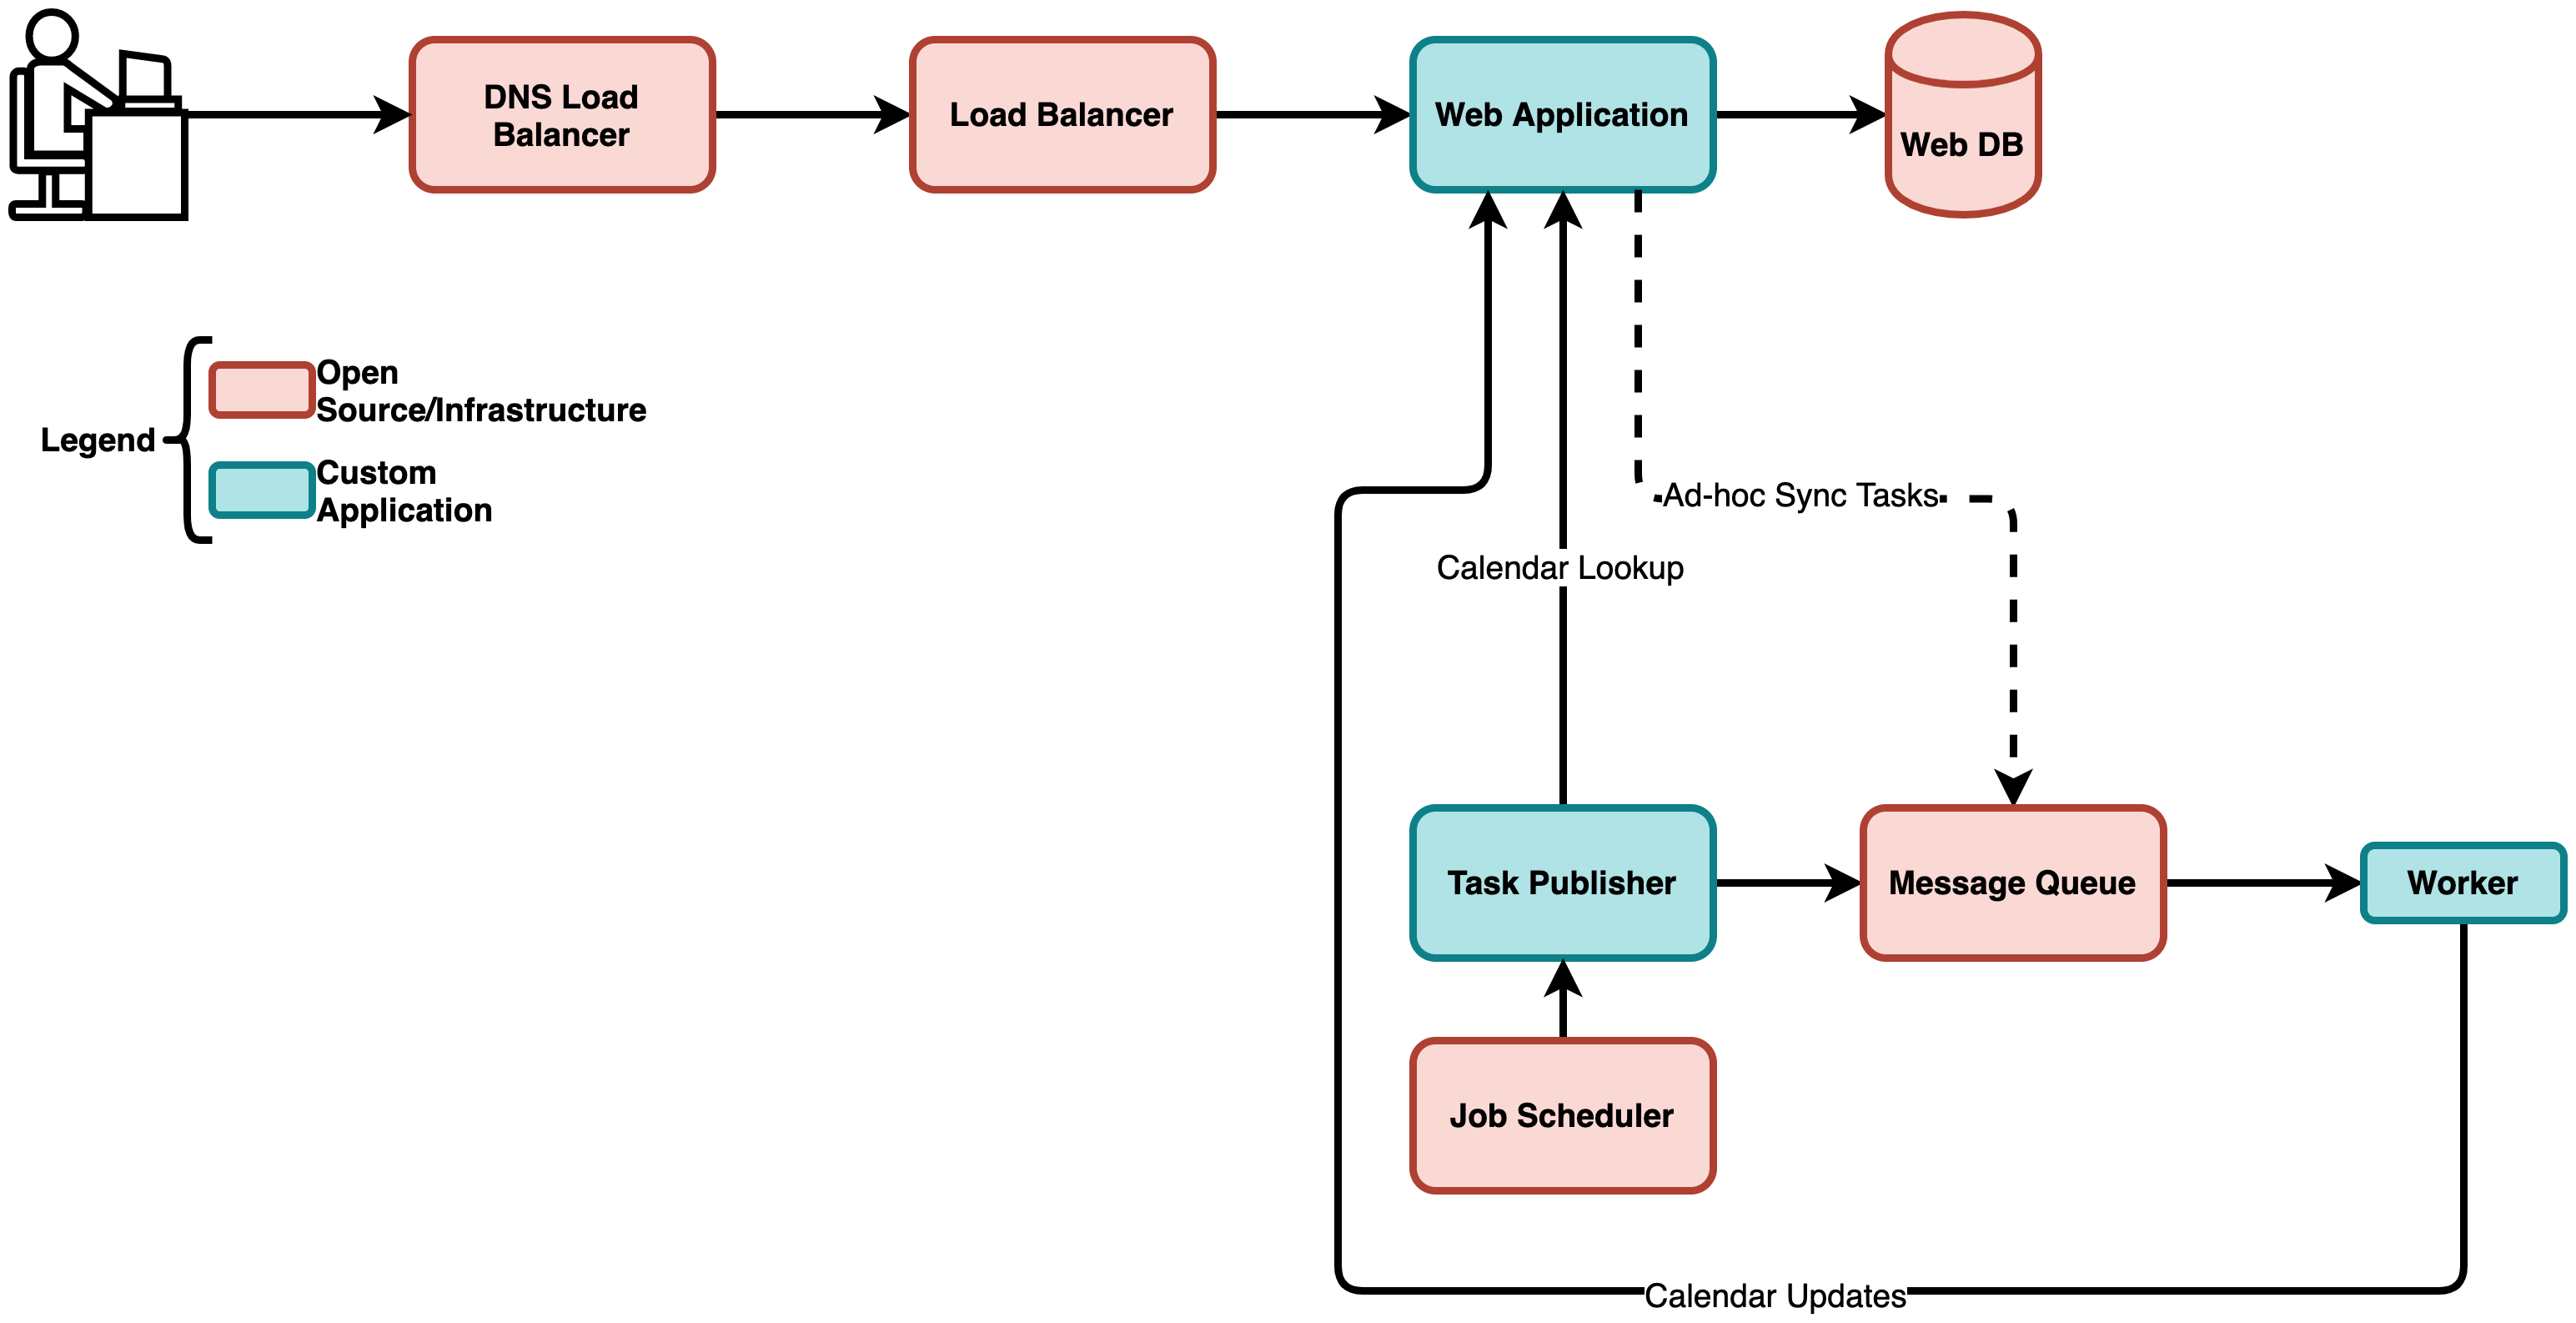 DNS Load
Balancer
Load Balancer
Web Application
Web DB
Legend
Open
Source/Infrastructure
Custom
Application
Ad-hoc Sync Tasks
Calendar Lookup
Task Publisher
Message Queue
Worker
Job Scheduler
Calendar Updates